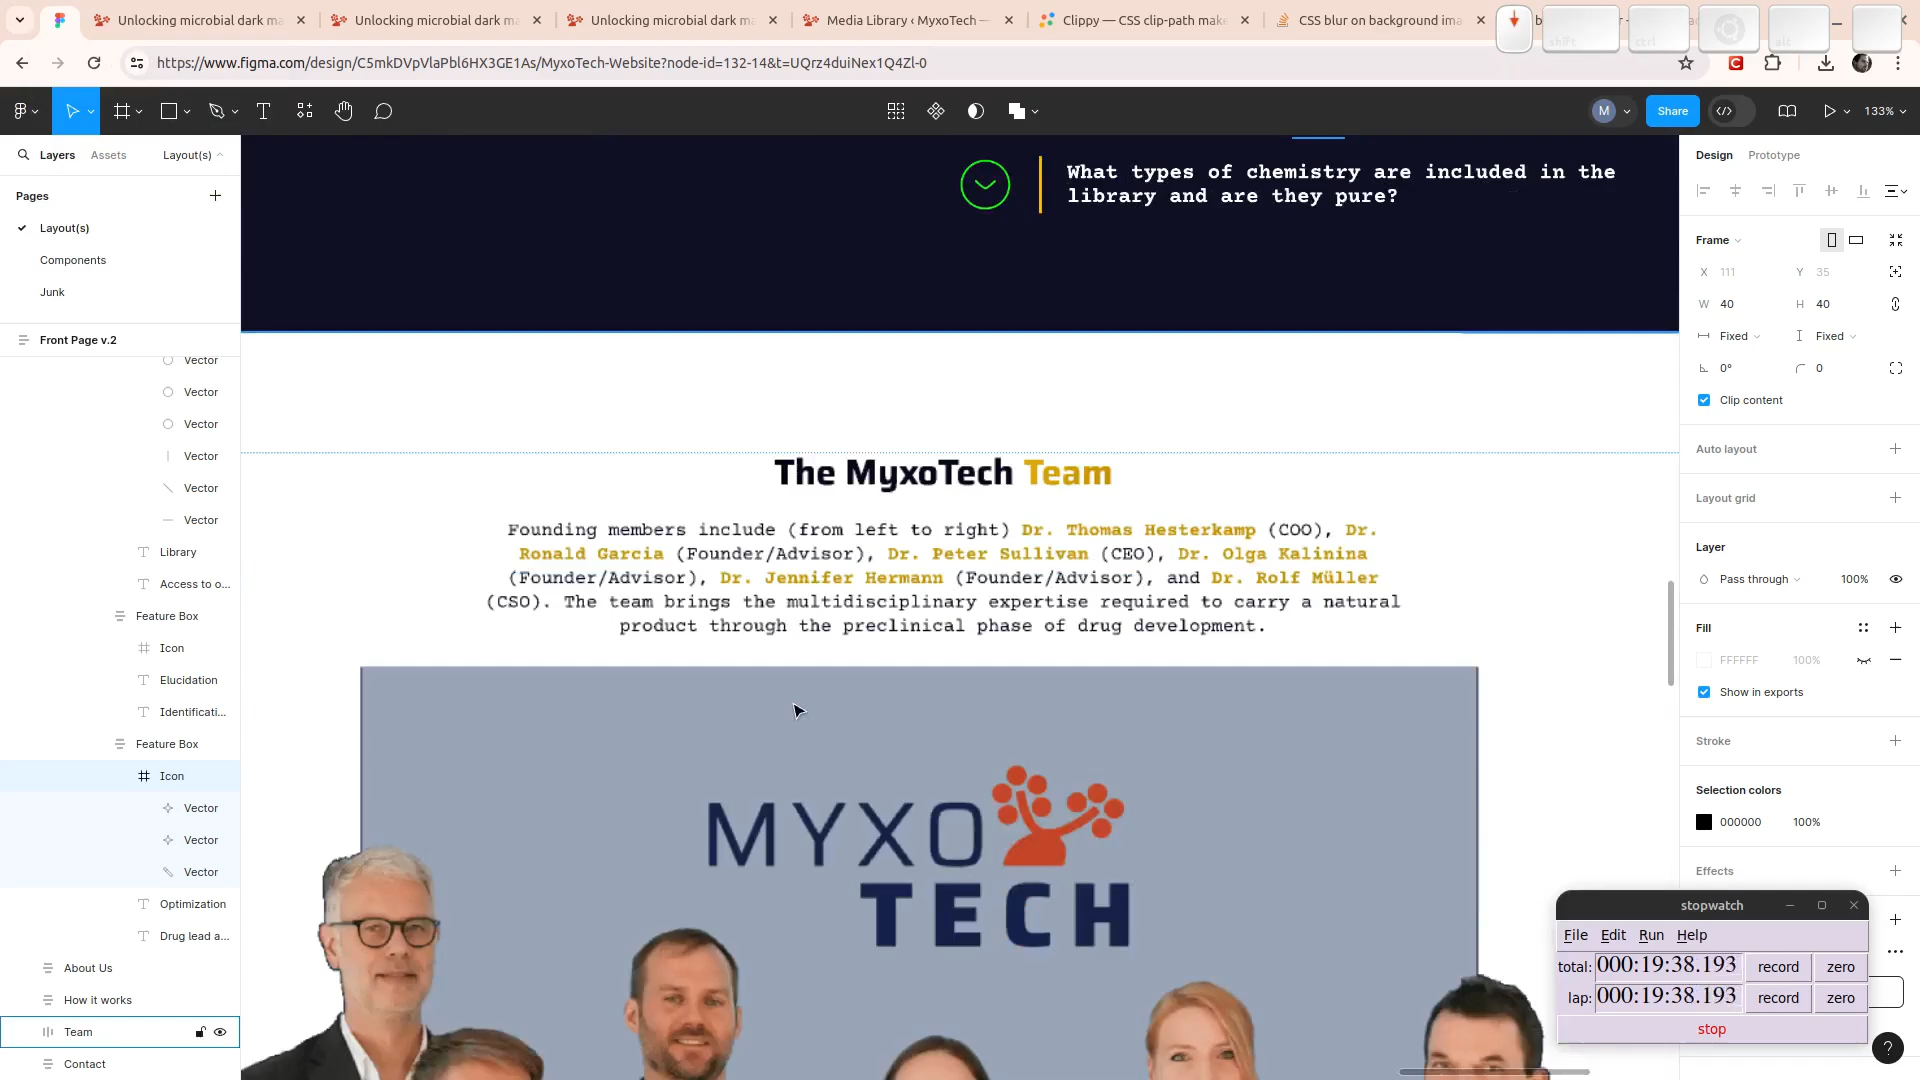 Unlocking microbial dark ma
Unlocking microbial dark ma
Unlocking microbial dark ma
Media Library ‹ MyxoTech —
Clippy — CSS clip-path make
CSS blur on background ima
shift
ctrl
alt
https://www.figma.com/design/C5mkDVpVlaPbl6HX3GE1As/MyxoTech-Website?node-id=132-14&t=UQrz4duiNex1Q4Zl-0
M
Share
133%
Layers
Assets
Layout(s)
Pages
Layout(s)
Components
Junk
Front Page v.2
Vector
Vector
Vector
Vector
Vector
Vector
Library
Access to o...
Feature Box
Icon
Elucidation
Identificati...
Feature Box
Icon
Vector
Vector
Vector
Optimization
Drug lead a...
About Us
How it works
Team
Contact
What types of chemistry are included in the
library and are they pure?
The MyxoTech Team
Founding members include (from left to right) Dr. Thomas Hesterkamp (COO), Dr.
Ronald Garcia (Founder/Advisor), Dr. Peter Sullivan (CEO), Dr. Olga Kalinina
(Founder/Advisor), Dr. Jennifer Hermann (Founder/Advisor), and Dr. Rolf Müller
(CSO). The team brings the multidisciplinary expertise required to carry a natural
product through the preclinical phase of drug development.
MYXO
TECH
Design
Prototype
Frame
X 111
Y 35
W 40
H 40
Fixed
Fixed
0°
0
Clip content
Auto layout
Layout grid
Layer
Pass through
100%
Fill
FFFFFF
100%
Show in exports
Stroke
Selection colors
000000
100%
Effects
stopwatch
File Edit Run Help
total: 000:19:38.193 record zero
lap: 000:19:38.193 record zero
stop
?